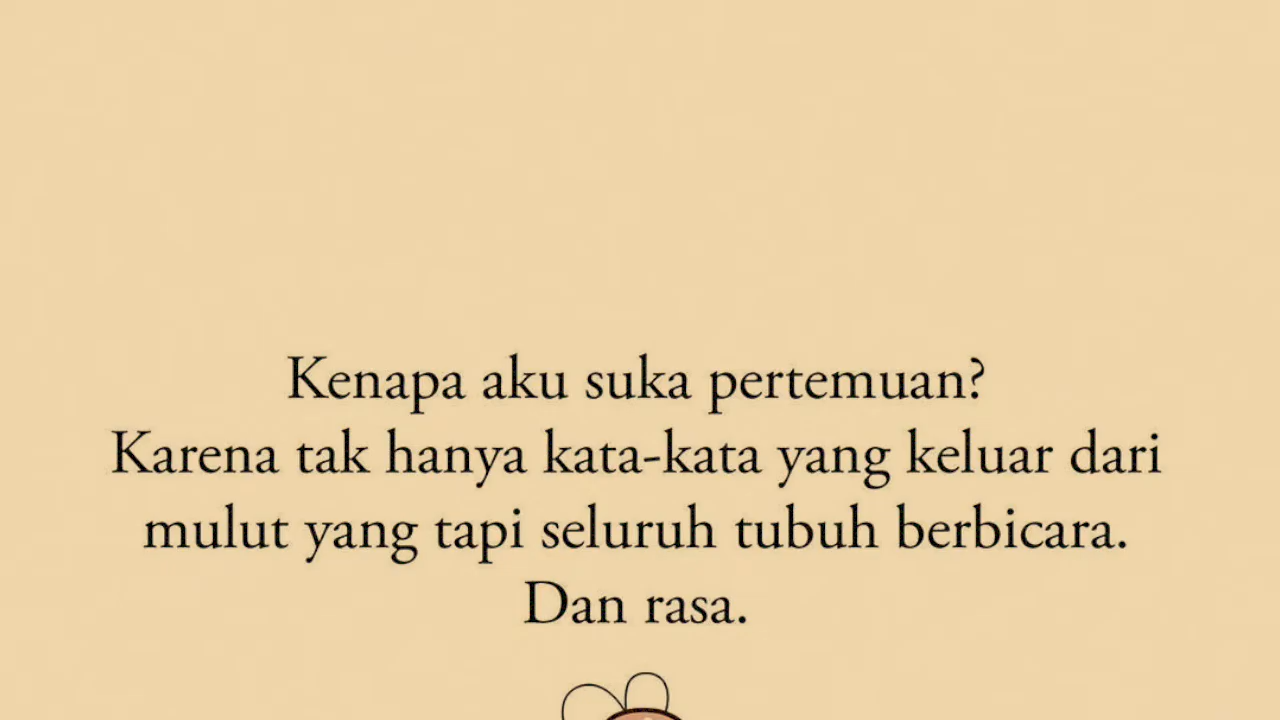 Kenapa aku suka pertemuan?
Karena tak hanya kata-kata yang keluar dari
mulut yang tapi seluruh tubuh berbicara.
Dan rasa.